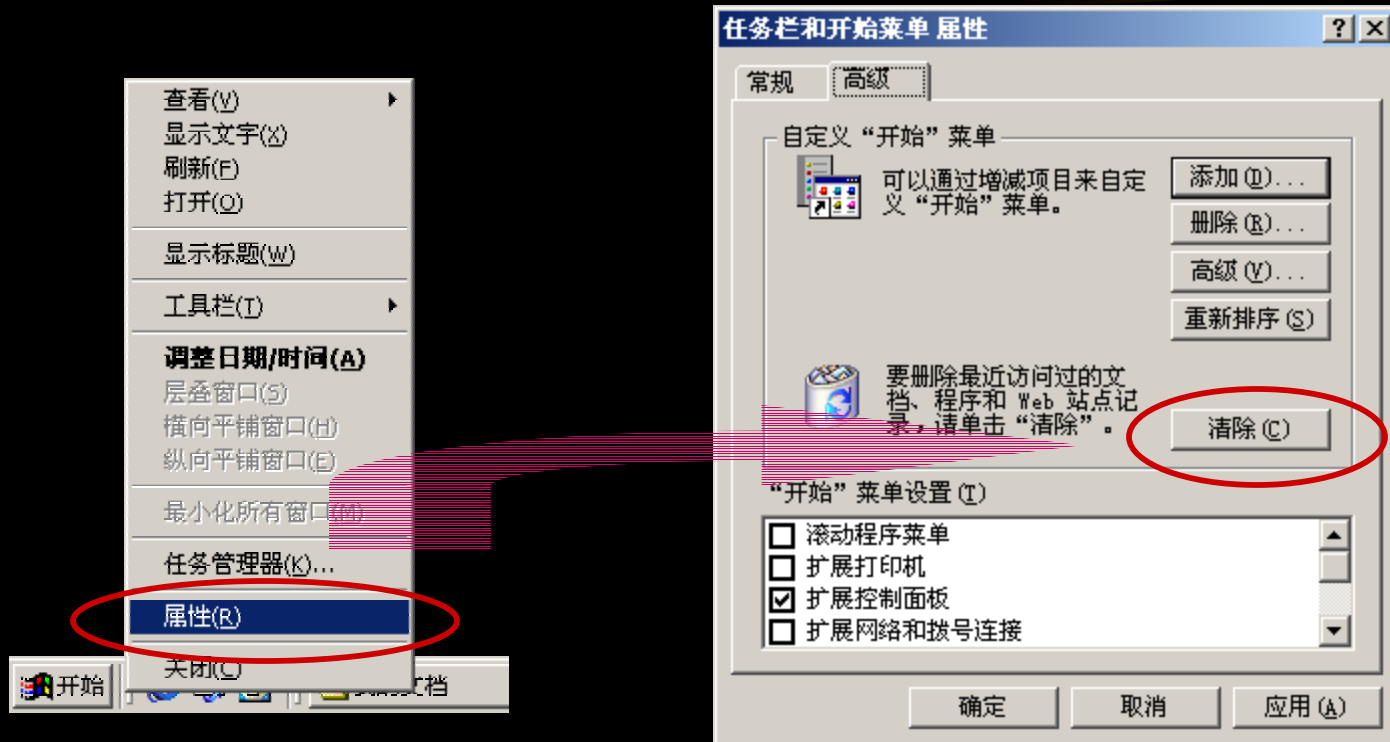 查看(V)
显示文字(X)
刷新(F)
打开(O)
显示标题(W)
工具栏(T)
调整日期/时间(A)
层叠窗口(S)
横向平铺窗口(H)
纵向平铺窗口(E)
最小化所有窗口(M)
任务管理器(K)...
属性(R)
关闭(C)
开始
文档
任务栏和开始菜单 属性
常规
高级
自定义“开始”菜单
可以通过增减项目来自定
义“开始”菜单。
添加(D)...
删除(R)...
高级(V)...
重新排序(S)
要删除最近访问过的文
档、程序和 Web 站点记
录，请单击“清除”。
清除(C)
“开始”菜单设置(T)
滚动程序菜单
扩展打印机
扩展控制面板
扩展网络和拨号连接
确定
取消
应用(A)